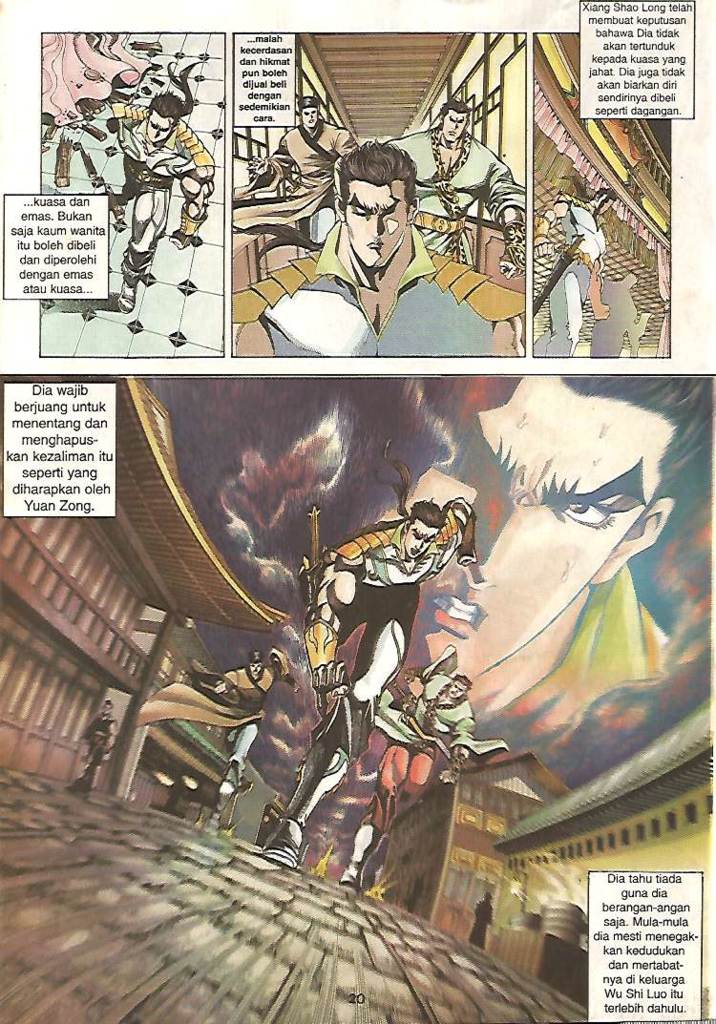 ...kuasa dan
emas. Bukan
saja kaum wanita
itu boleh dibeli
dan diperolehi
dengan emas
atau kuasa...
...malah
kecerdasan
dan hikmat
pun boleh
dijual beli
dengan
sedemikian
cara.
Xiang Shao Long telah
membuat keputusan
bahawa Dia tidak
akan tertunduk
kepada kuasa yang
jahat. Dia juga tidak
akan biarkan diri
sendirinya dibeli
seperti dagangan.
Dia wajib
berjuang untuk
menentang dan
menghapus-
kan kezaliman itu
seperti yang
diharapkan oleh
Yuan Zong.
Dia tahu tiada
guna dia
berangan-angan
saja. Mula-mula
dia mesti menegak-
kan kedudukan
dan mertabat-
nya di keluarga
Wu Shi Luo itu
terlebih dahulu.
20